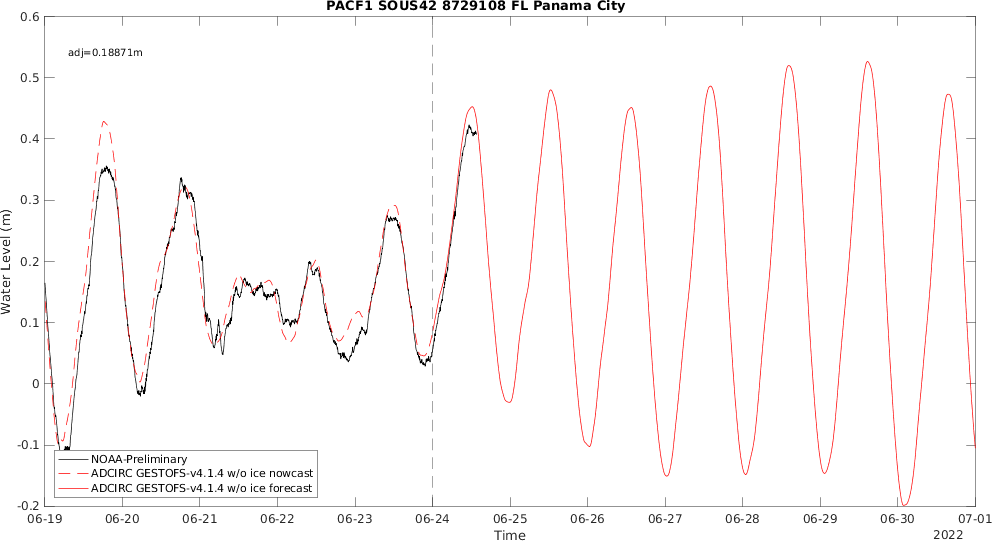 PACF1 SOUS42 8729108 FL Panama City
adj=0.18871m
Water Level (m)
0.6
0.5
0.4
0.3
0.2
0.1
0
-0.1
-0.2
NOAA-Preliminary
ADCIRC GESTOFS-v4.1.4 w/o ice nowcast
ADCIRC GESTOFS-v4.1.4 w/o ice forecast
06-19 06-20 06-21 06-22 06-23 06-24 06-25 06-26 06-27 06-28 06-29 06-30 07-01
Time
2022